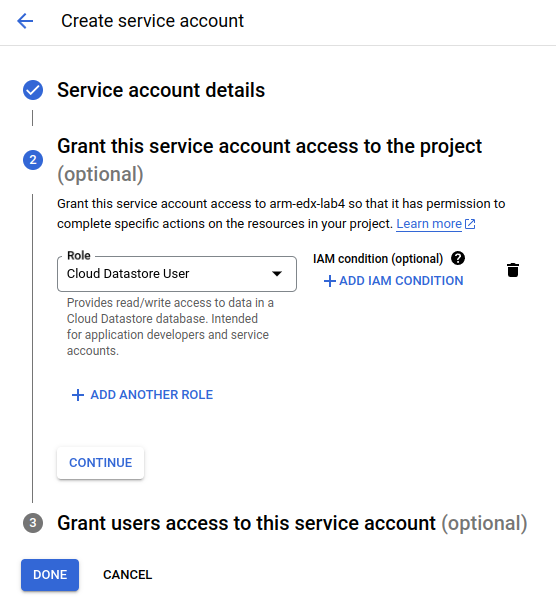 Create service account
Service account details
2
Grant this service account access to the project
(optional)
Grant this service account access to arm-edx-lab4 so that it has permission to
complete specific actions on the resources in your project. Learn more
Role
Cloud Datastore User
IAM condition (optional) ?
+ ADD IAM CONDITION
Provides read/write access to data in a
Cloud Datastore database. Intended
for application developers and service
accounts.
+ ADD ANOTHER ROLE
CONTINUE
3 Grant users access to this service account (optional)
DONE CANCEL